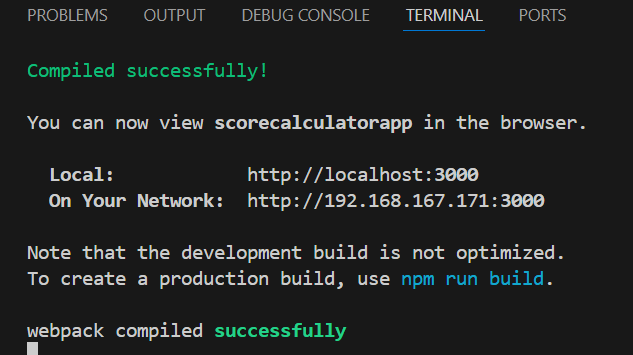 PROBLEMS OUTPUT DEBUG CONSOLE TERMINAL PORTS
Compiled successfully!
You can now view scorecalculatorapp in the browser.
Local: http://localhost:3000
On Your Network: http://192.168.167.171:3000
Note that the development build is not optimized.
To create a production build, use npm run build.
webpack compiled successfully